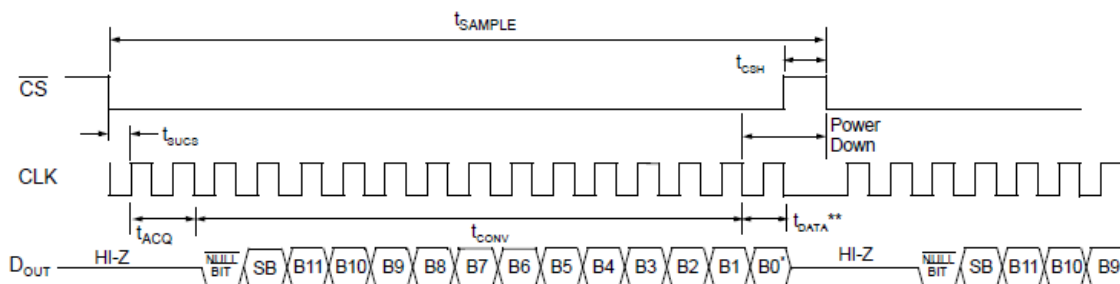 tSAMPLE
tCSH
CS
Power
Down
tSUCS
CLK
tACQ
tCONV
tDATA**
DOUT HI-Z NULL BIT SB B11 B10 B9 B8 B7 B6 B5 B4 B3 B2 B1 B0* HI-Z NULL BIT SB B11 B10 B9